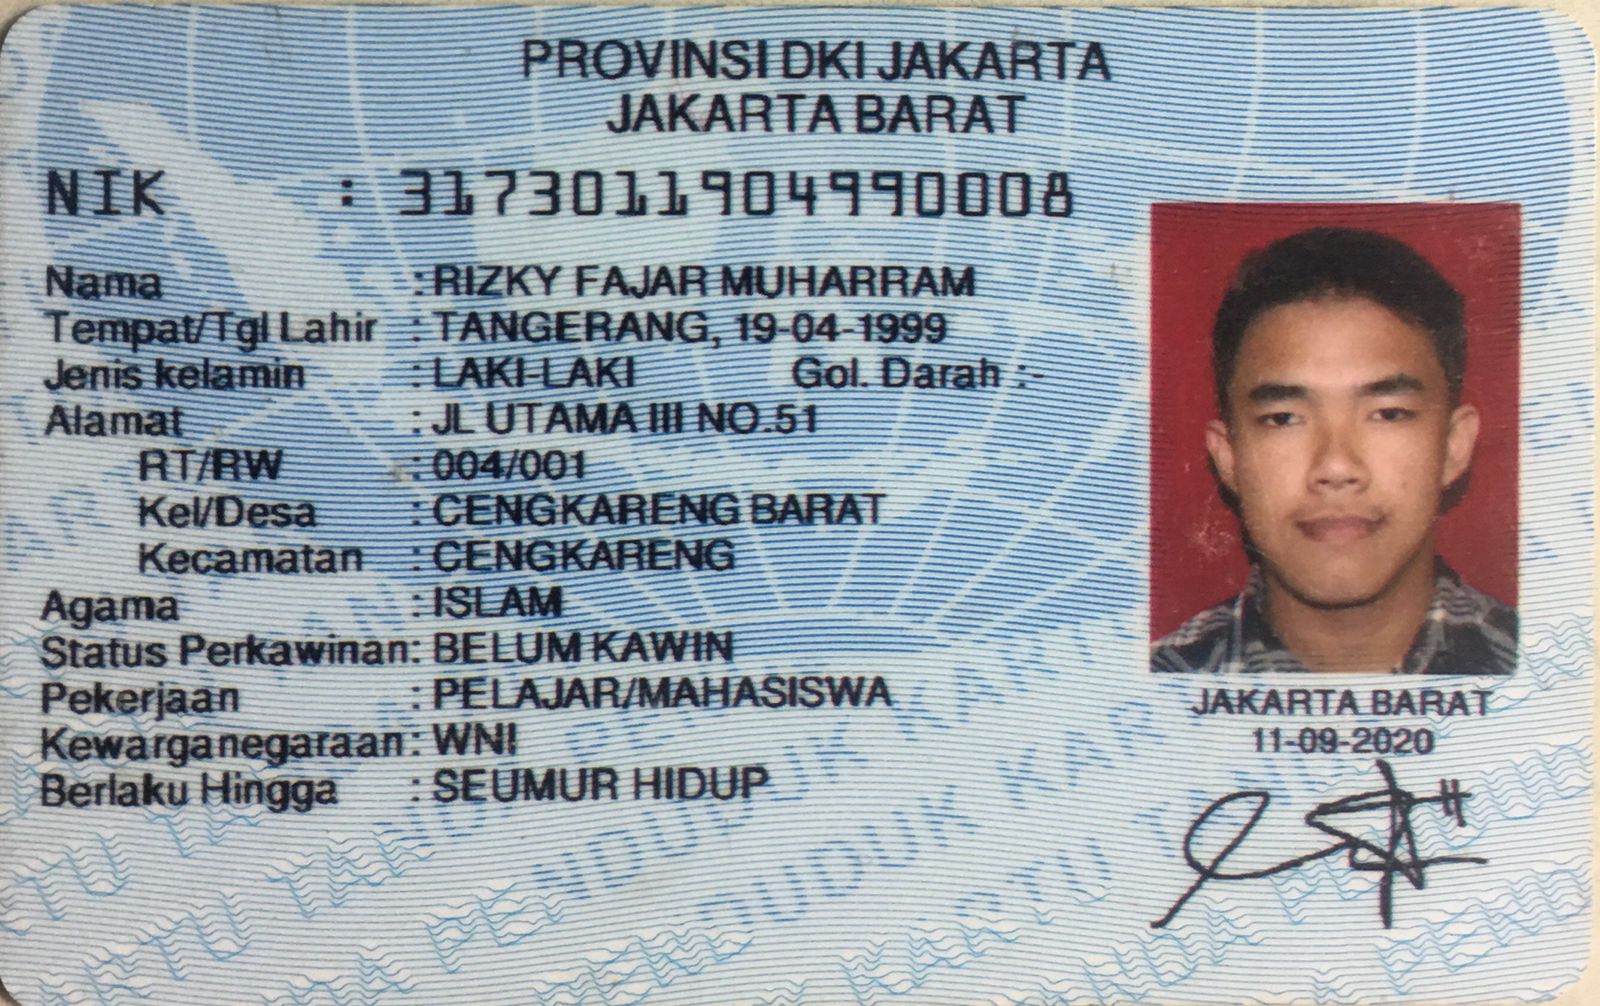 PROVINSI DKI JAKARTA
JAKARTA BARAT
NIK : 3173011904990008
Nama : RIZKY FAJAR MUHARRAM
Tempat/Tgl Lahir : TANGERANG, 19-04-1999
Jenis kelamin : LAKI-LAKI Gol. Darah :-
Alamat : JL UTAMA III NO.51
RT/RW : 004/001
Kel/Desa : CENGKARENG BARAT
Kecamatan : CENGKARENG
Agama : ISLAM
Status Perkawinan: BELUM KAWIN
Pekerjaan : PELAJAR/MAHASISWA
Kewarganegaraan: WNI
Berlaku Hingga : SEUMUR HIDUP
JAKARTA BARAT
11-09-2020